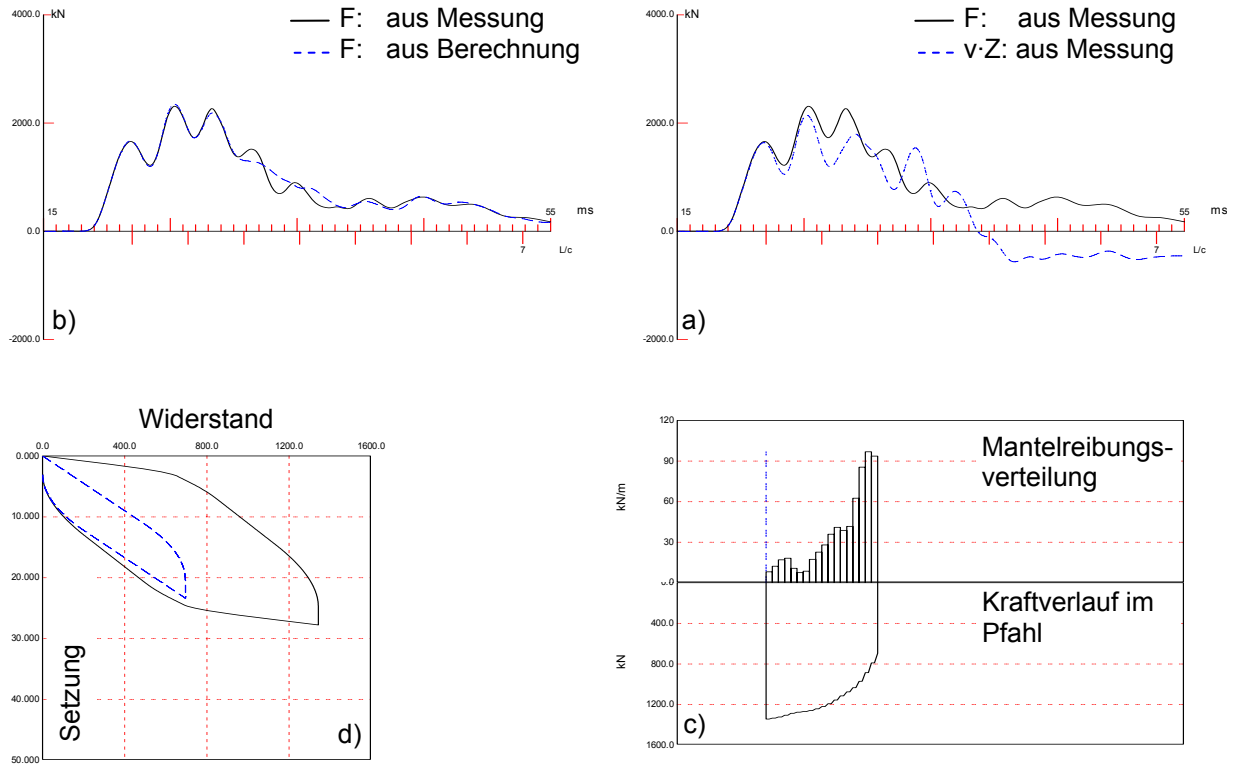 4000.0
kN
F: aus Messung
F: aus Berechnung
2000.0
15
55
ms
0.0
7
L/c
-2000.0
b)
4000.0
kN
F: aus Messung
v·Z: aus Messung
2000.0
15
55
ms
0.0
7
L/c
-2000.0
a)
Widerstand
0.0 400.0 800.0 1200.0 1600.0
0.000
10.000
20.000
30.000
40.000
50.000
Setzung
d)
120
90
60
30
0.0
kN/m
Mantelreibungs-
verteilung
400.0
800.0
1200.0
1600.0
kN
Kraftverlauf im
Pfahl
c)